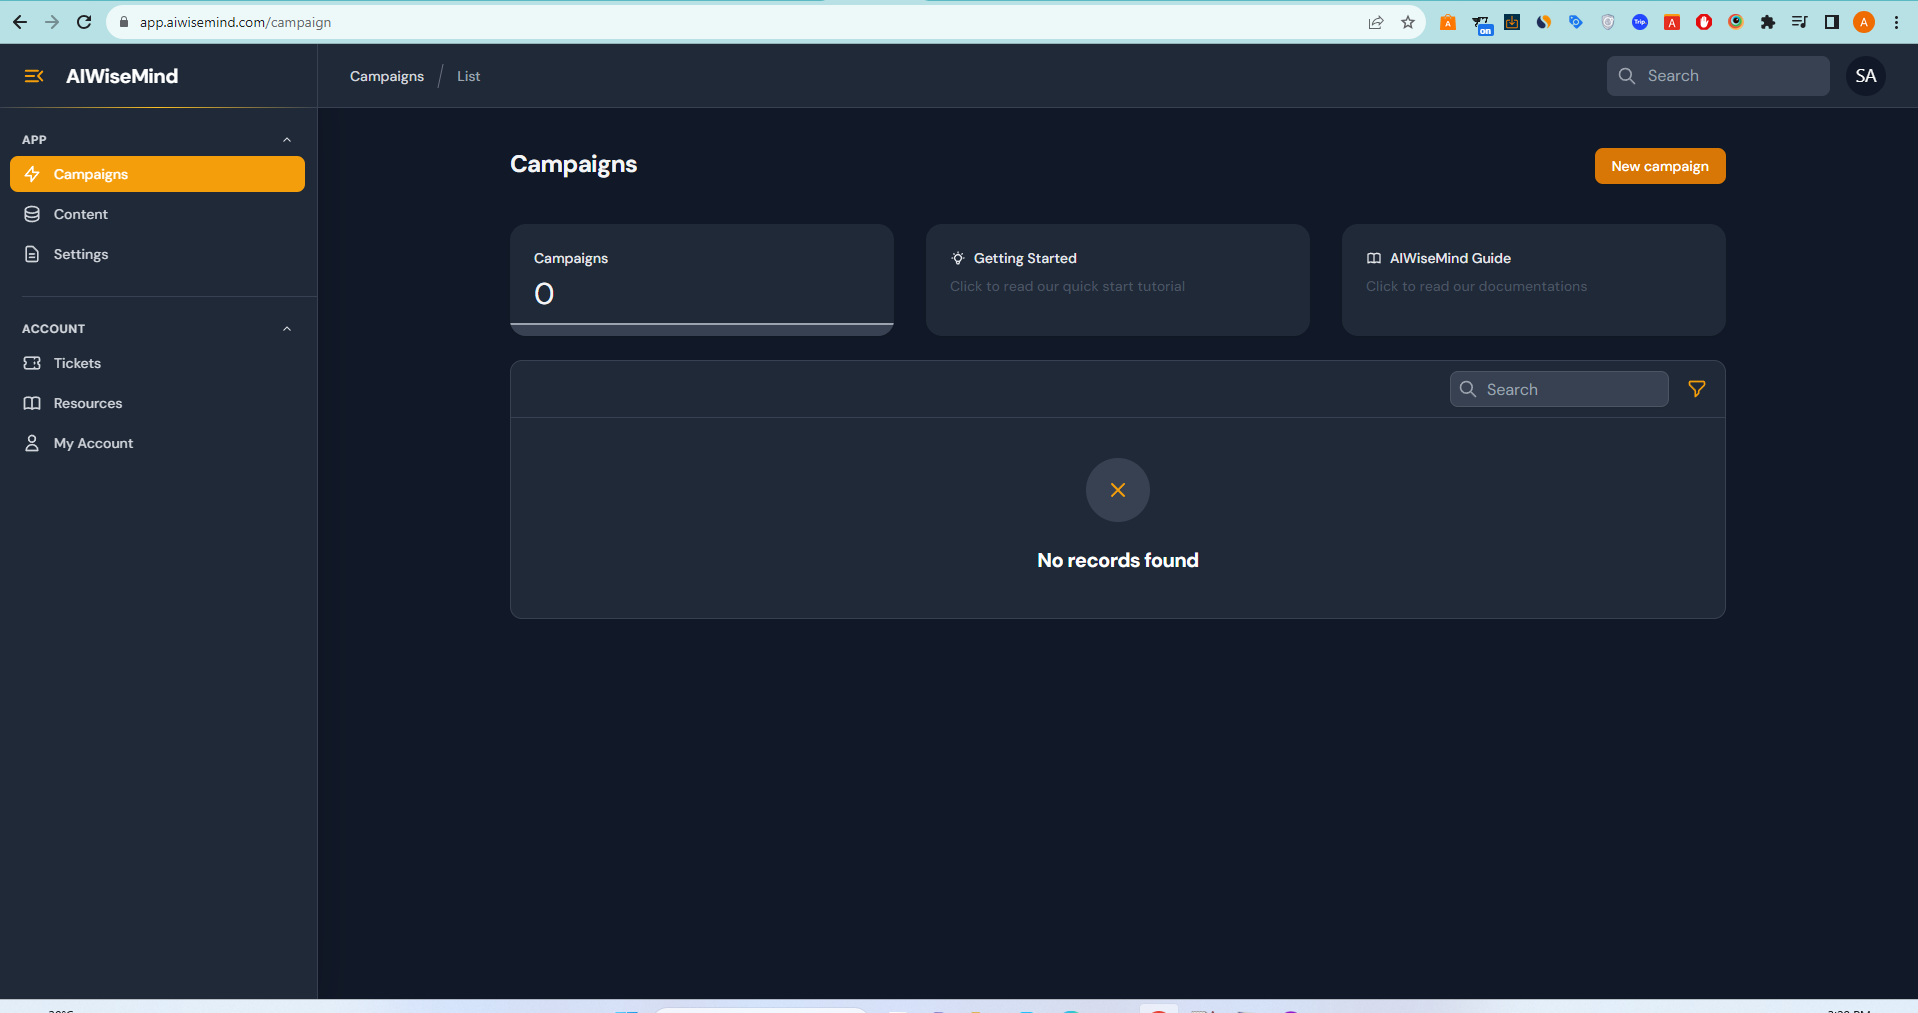 app.aiwisemind.com/campaign
on
Trip
A
A
A
AIWiseMind
Campaigns / List
Search
SA
APP
Campaigns
Content
Settings
ACCOUNT
Tickets
Resources
My Account
Campaigns
New campaign
Campaigns
0
Getting Started
Click to read our quick start tutorial
AIWiseMind Guide
Click to read our documentations
Search
No records found